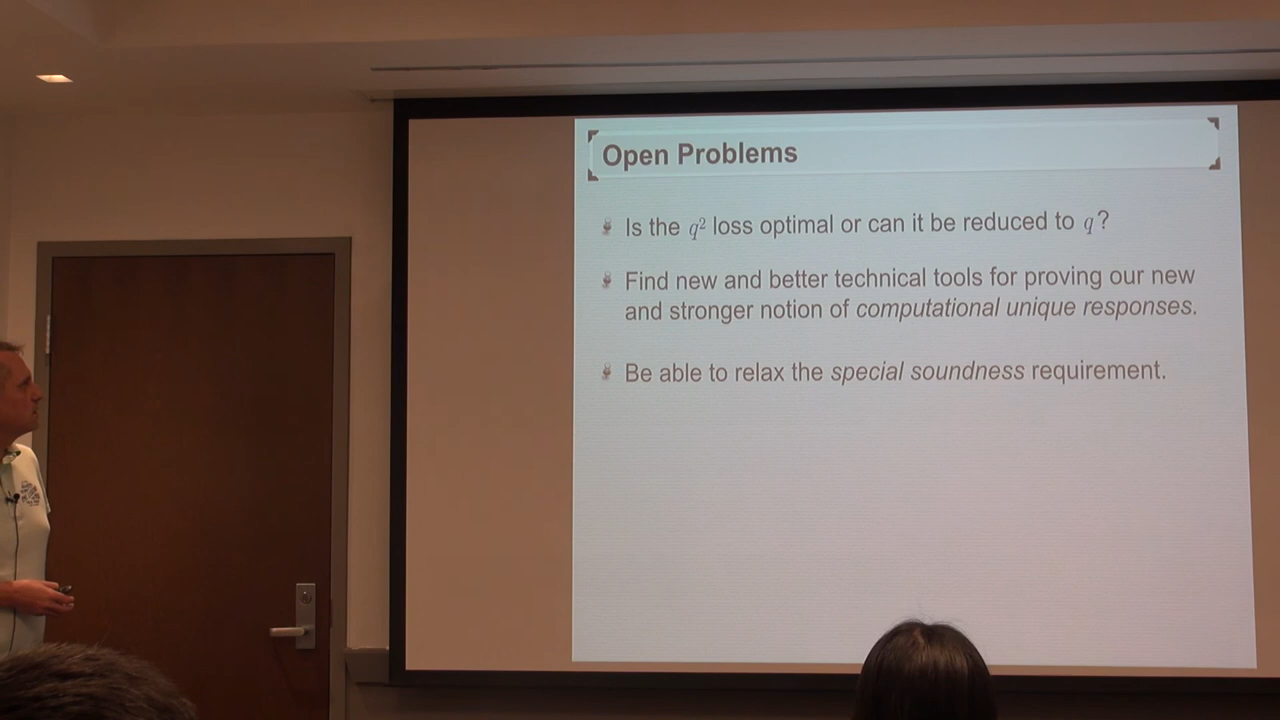 Open Problems
Is the q² loss optimal or can it be reduced to q?
Find new and better technical tools for proving our new
and stronger notion of computational unique responses.
Be able to relax the special soundness requirement.